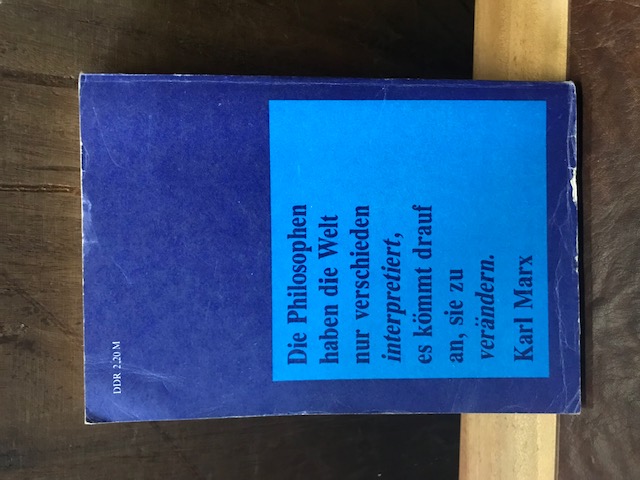 Die Philosophen
haben die Welt
nur verschieden
interpretiert,
es kömmt drauf
an, sie zu
verändern.
Karl Marx
DDR 2,20 M